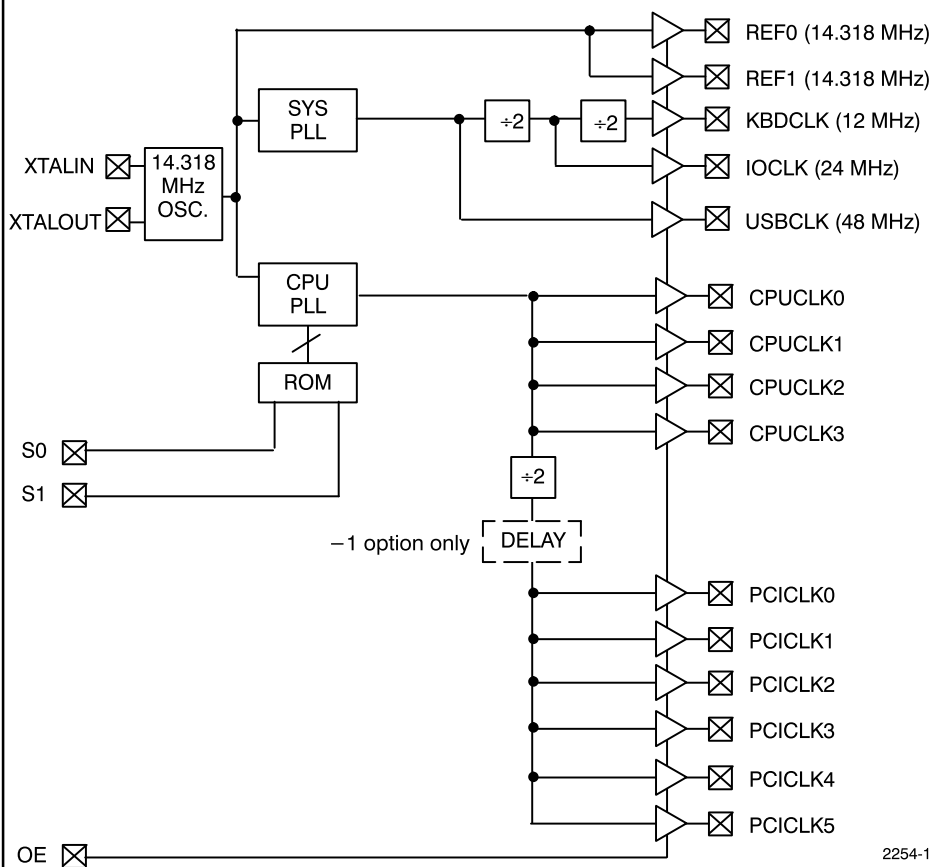 REF0 (14.318 MHz)
REF1 (14.318 MHz)
SYS
PLL
÷2
÷2
KBDCLK (12 MHz)
XTALIN
14.318
MHz
OSC.
IOCLK (24 MHz)
XTALOUT
USBCLK (48 MHz)
CPU
PLL
CPUCLK0
CPUCLK1
ROM
CPUCLK2
CPUCLK3
S0
÷2
S1
−1 option only
DELAY
PCICLK0
PCICLK1
PCICLK2
PCICLK3
PCICLK4
PCICLK5
OE
2254-1